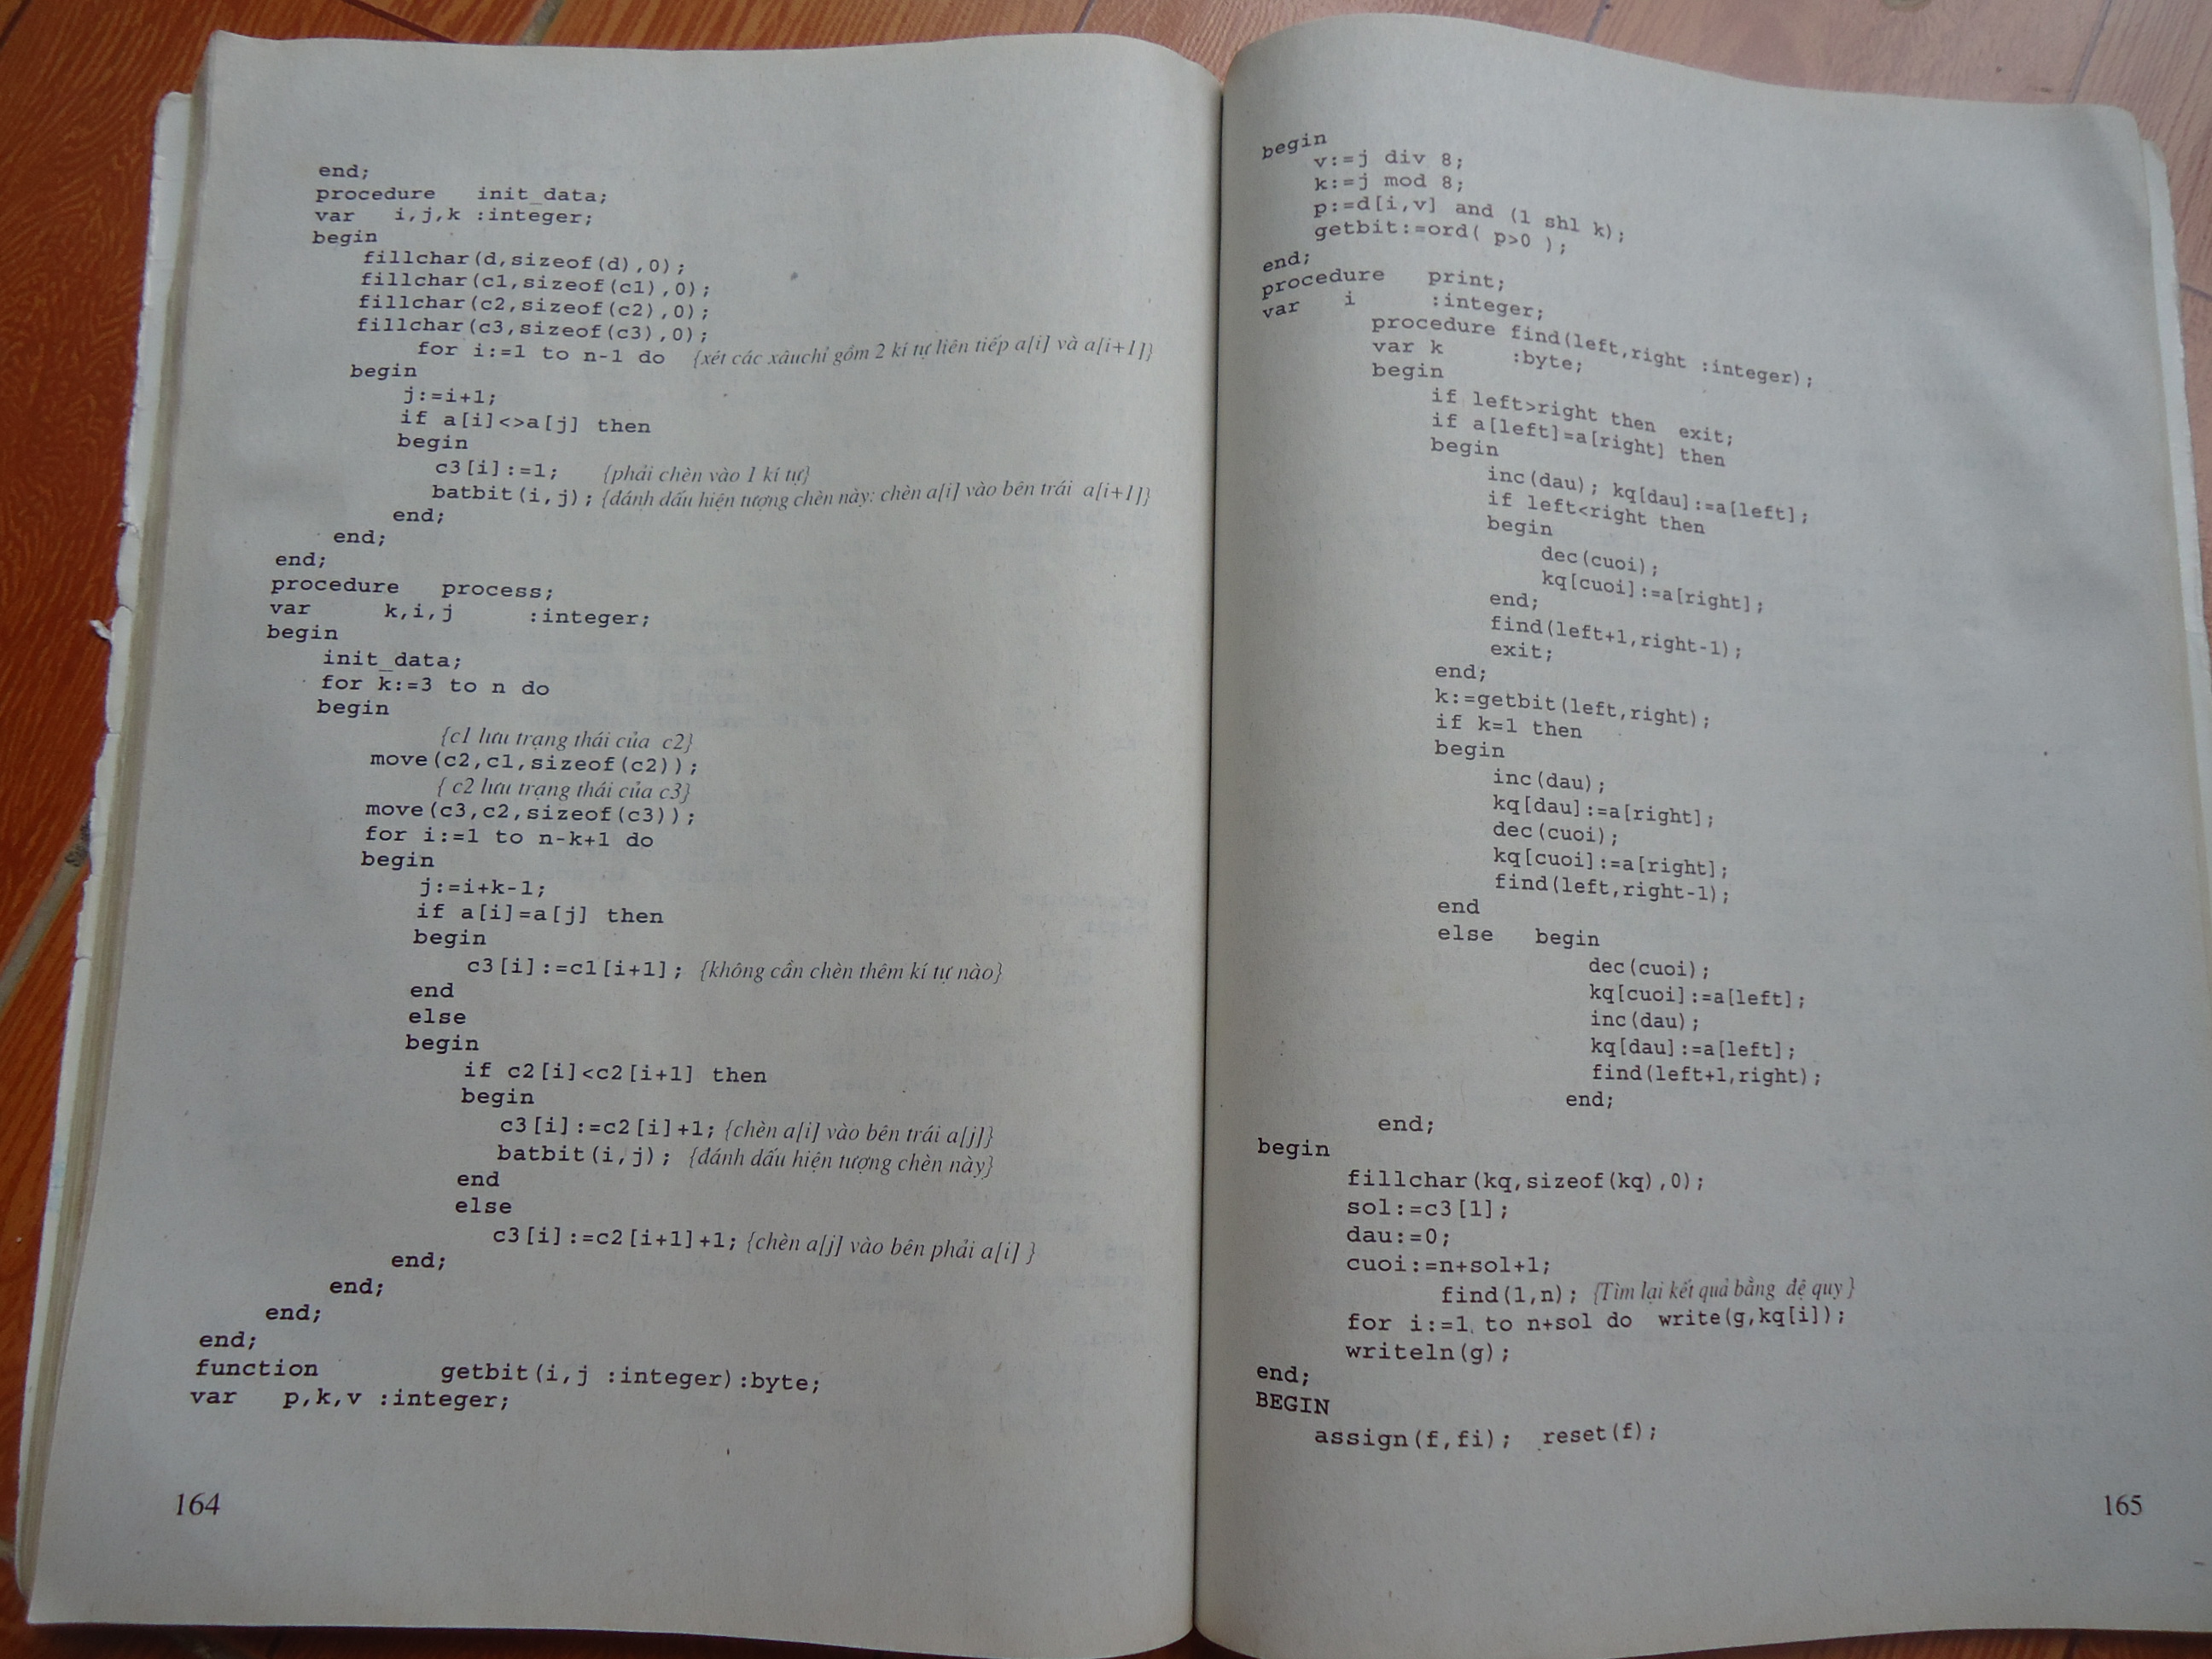 end;
procedure init_data;
var i,j,k :integer;
begin
fillchar(d,sizeof(d),0);
fillchar(c1,sizeof(c1),0);
fillchar(c2,sizeof(c2),0);
fillchar(c3,sizeof(c3),0);
for i:=1 to n-1 do {xét các xâuchỉ gồm 2 kí tự liên tiếp a[i] và a[i+1]}
begin
j:=i+1;
if a[i]<>a[j] then
begin
c3[i]:=1; {phải chèn vào 1 kí tự}
batbit(i,j); {đánh dấu hiện tượng chèn này: chèn a[i] vào bên trái a[i+1]}
end;
end;
end;
procedure process;
var k,i,j :integer;
begin
init_data;
for k:=3 to n do
begin
{c1 lưu trạng thái của c2}
move(c2,c1,sizeof(c2));
{ c2 lưu trạng thái của c3}
move(c3,c2,sizeof(c3));
for i:=1 to n-k+1 do
begin
j:=i+k-1;
if a[i]=a[j] then
begin
c3[i]:=c1[i+1]; {không cần chèn thêm kí tự nào}
end
else
begin
if c2[i]<c2[i+1] then
begin
c3[i]:=c2[i]+1; {chèn a[i] vào bên trái a[j]}
batbit(i,j); {đánh dấu hiện tượng chèn này}
end
else
c3[i]:=c2[i+1]+1; {chèn a[j] vào bên phải a[i] }
end;
end;
end;
end;
function getbit(i,j :integer):byte;
var p,k,v :integer;
164
begin
v:=j div 8;
k:=j mod 8;
p:=d[i,v] and (1 shl k);
getbit:=ord( p>0 );
end;
procedure print;
var i :integer;
procedure find(left,right :integer);
var k :byte;
begin
if left>right then exit;
if a[left]=a[right] then
begin
inc(dau); kq[dau]:=a[left];
if left<right then
begin
dec(cuoi);
kq[cuoi]:=a[right];
end;
find(left+1,right-1);
exit;
end;
k:=getbit(left,right);
if k=1 then
begin
inc(dau);
kq[dau]:=a[right];
dec(cuoi);
kq[cuoi]:=a[right];
find(left,right-1);
end
else begin
dec(cuoi);
kq[cuoi]:=a[left];
inc(dau);
kq[dau]:=a[left];
find(left+1,right);
end;
end;
begin
fillchar(kq,sizeof(kq),0);
sol:=c3[1];
dau:=0;
cuoi:=n+sol+1;
find(1,n); {Tìm lại kết quả bằng đệ quy }
for i:=1 to n+sol do write(g,kq[i]);
writeln(g);
end;
BEGIN
assign(f,fi); reset(f);
165